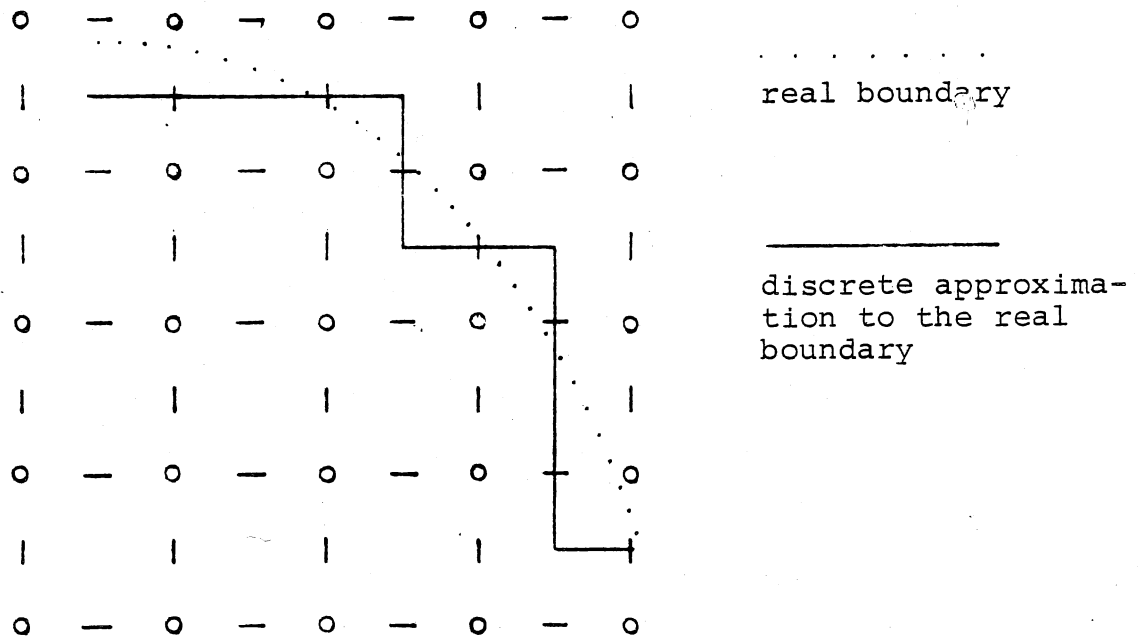 real boundary
discrete approxima-
tion to the real
boundary